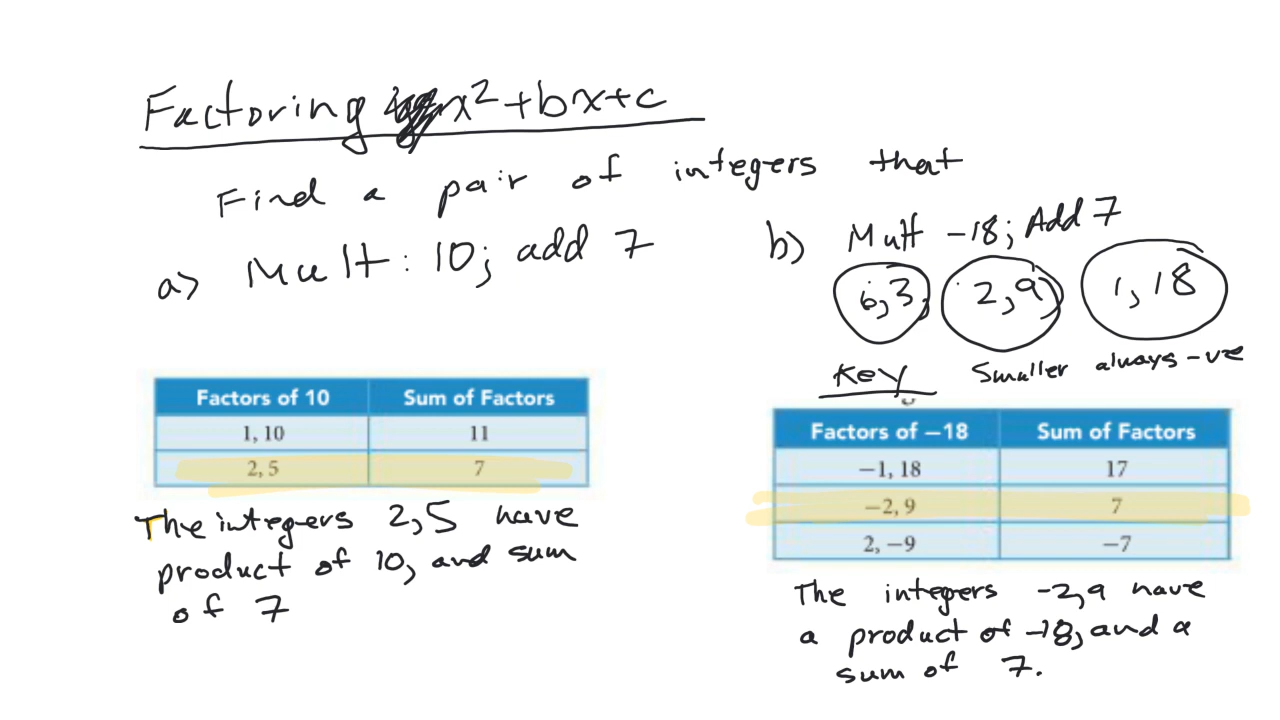 Factoring x²+bx+c
Find a pair of integers that
a) Mult: 10; add 7
b) Mult -18; Add 7
6,3, 2,9, 1,18
Key Smaller always -ve
Factors of 10 Sum of Factors
1, 10 11
2, 5 7
The integers 2,5 have
product of 10, and sum
of 7
Factors of –18 Sum of Factors
–1, 18 17
–2, 9 7
2, –9 –7
The integers -2,9 have
a product of -18, and a
sum of 7.